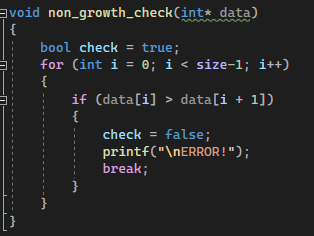 void non_growth_check(int* data)
{
    bool check = true;
    for (int i = 0; i < size-1; i++)
    {
        if (data[i] > data[i + 1])
        {
            check = false;
            printf("\nERROR!");
            break;
        }
    }
}